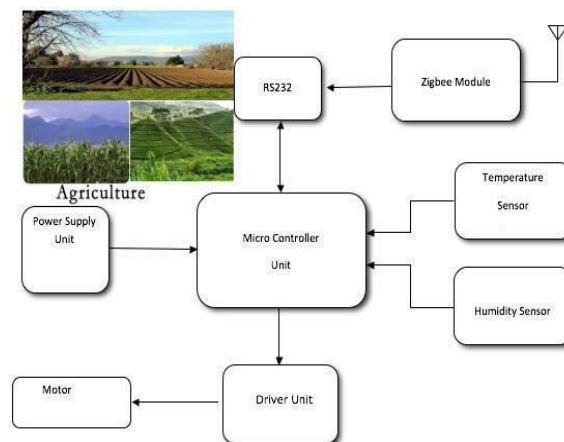 RS232
Zigbee Module
Agriculture
Power Supply
Unit
Micro Controller
Unit
Temperature
Sensor
Humidity Sensor
Motor
Driver Unit